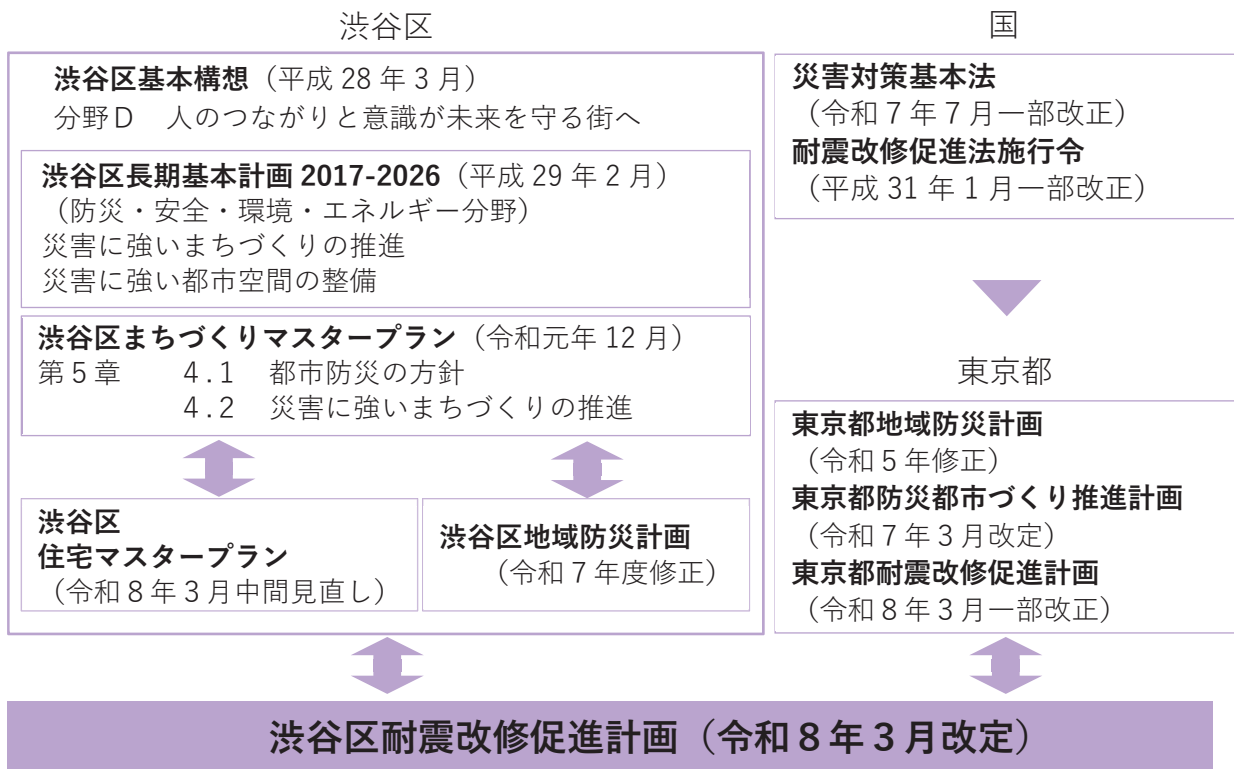 渋谷区
渋谷区基本構想（平成 28 年 3 月）
分野Ｄ　人のつながりと意識が未来を守る街へ
渋谷区長期基本計画 2017-2026（平成 29 年 2 月）
（防災・安全・環境・エネルギー分野）
災害に強いまちづくりの推進
災害に強い都市空間の整備
渋谷区まちづくりマスタープラン（令和元年 12 月）
第５章　４.１　都市防災の方針
４.２　災害に強いまちづくりの推進
渋谷区
住宅マスタープラン
（令和８年３月中間見直し）
渋谷区地域防災計画
（令和７年度修正）
国
災害対策基本法
（令和７年７月一部改正）
耐震改修促進法施行令
（平成 31 年 1 月一部改正）
東京都
東京都地域防災計画
（令和５年修正）
東京都防災都市づくり推進計画
（令和７年３月改定）
東京都耐震改修促進計画
（令和８年３月一部改正）
渋谷区耐震改修促進計画（令和８年３月改定）